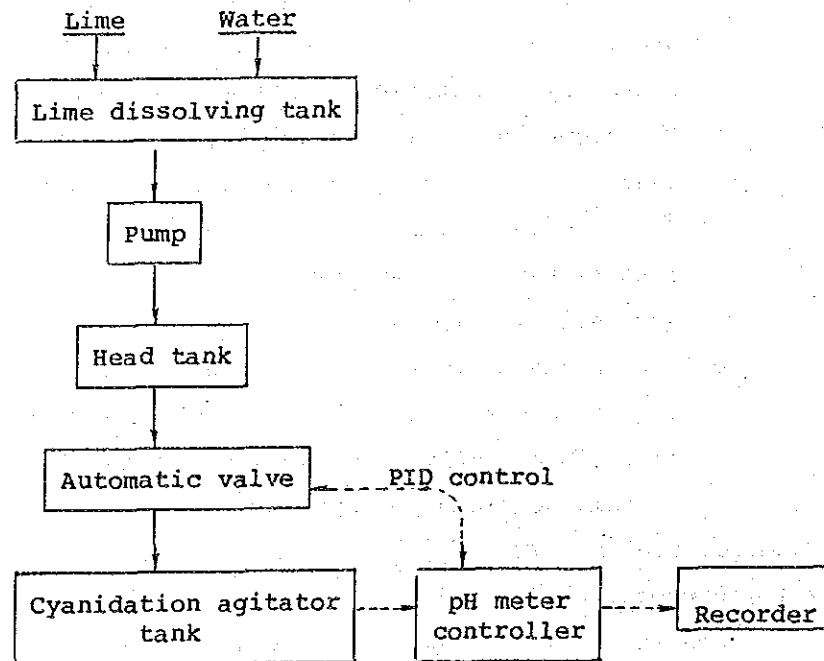 Lime Water
Lime dissolving tank
Pump
Head tank
Automatic valve
PID control
Cyanidation agitator
tank
pH meter
controller
Recorder